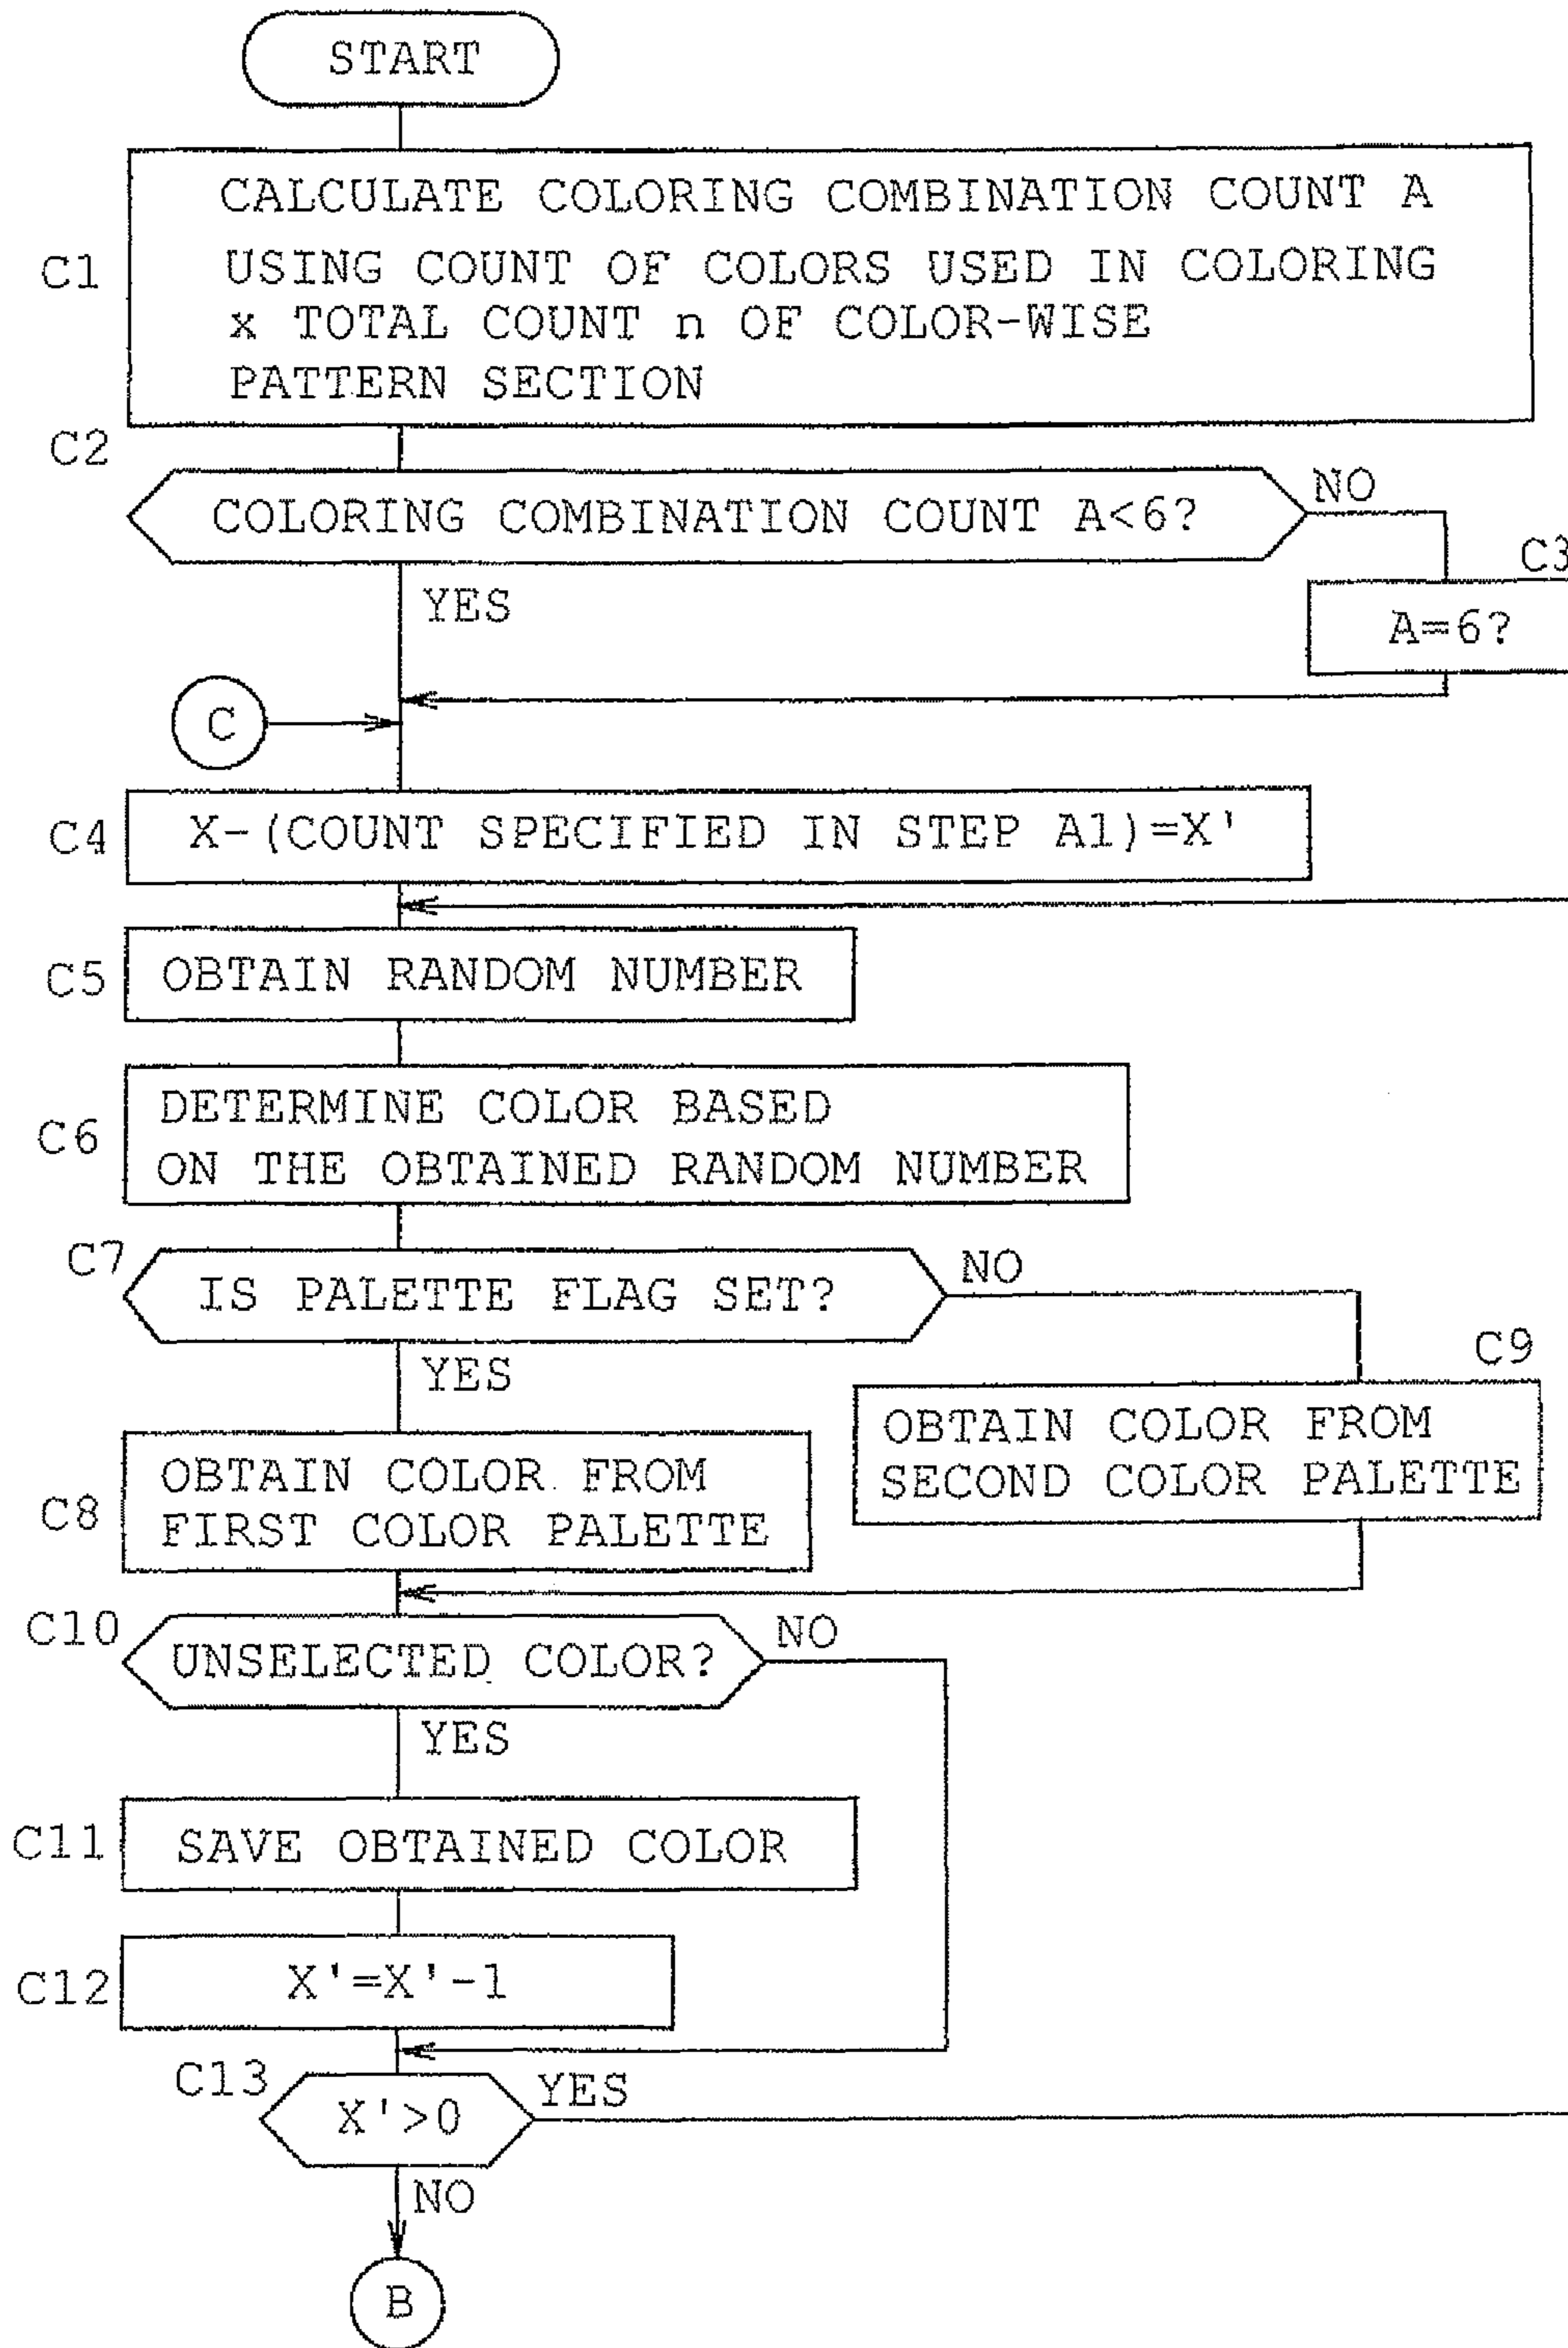 START
C1
CALCULATE COLORING COMBINATION COUNT A
USING COUNT OF COLORS USED IN COLORING
x TOTAL COUNT n OF COLOR-WISE
PATTERN SECTION
C2
COLORING COMBINATION COUNT A<6?
NO
YES
C3
A=6?
C
C4
X-(COUNT SPECIFIED IN STEP A1)=X'
C5
OBTAIN RANDOM NUMBER
C6
DETERMINE COLOR BASED
ON THE OBTAINED RANDOM NUMBER
C7
IS PALETTE FLAG SET?
NO
YES
C9
OBTAIN COLOR FROM
SECOND COLOR PALETTE
C8
OBTAIN COLOR FROM
FIRST COLOR PALETTE
C10
UNSELECTED COLOR?
NO
YES
C11
SAVE OBTAINED COLOR
C12
X'=X'-1
C13
X'>0
YES
NO
B